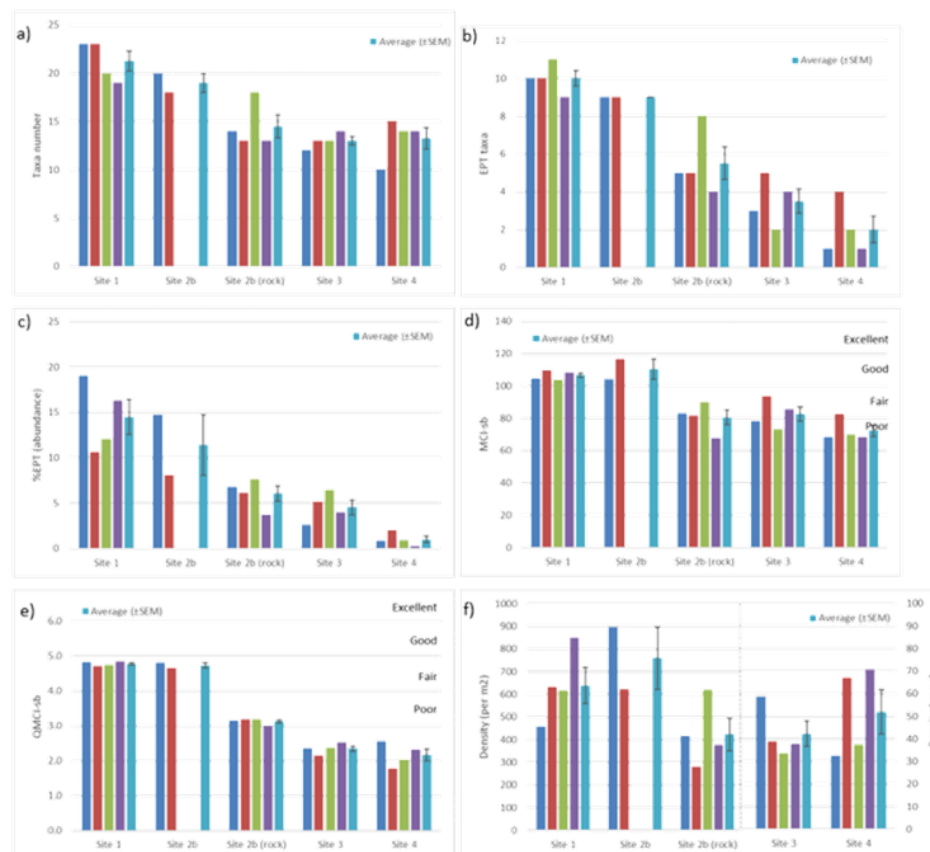 a)
25
20
15
10
5
0
Taxa number
Average (±SEM)
Site 1 Site 2b Site 2b (rock) Site 3 Site 4
b)
12
10
8
6
4
2
0
EPT taxa
Average (±SEM)
Site 1 Site 2b Site 2b (rock) Site 3 Site 4
c)
25
20
15
10
5
0
%EPT (abundance)
Average (±SEM)
Site 1 Site 2b Site 2b (rock) Site 3 Site 4
d)
140
120
100
80
60
40
20
0
MCI-sb
Average (±SEM)
Excellent
Good
Fair
Poor
Site 1 Site 2b Site 2b (rock) Site 3 Site 4
e)
6.0
5.0
4.0
3.0
2.0
1.0
0.0
QMCI-sb
Average (±SEM)
Excellent
Good
Fair
Poor
Site 1 Site 2b Site 2b (rock) Site 3 Site 4
f)
1000
900
800
700
600
500
400
300
200
100
0
Density (per m2)
Average (±SEM)
100
90
80
70
60
50
40
30
20
10
0
Site 1 Site 2b Site 2b (rock) Site 3 Site 4